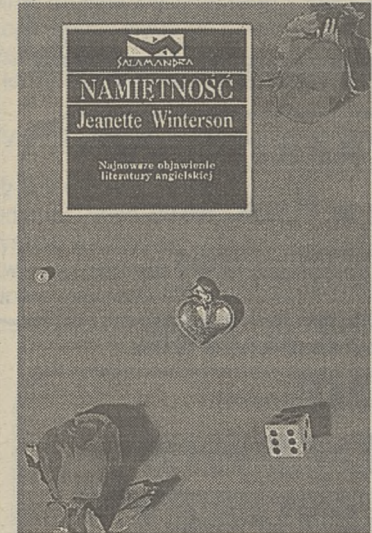 SALAMANDRA
NAMIĘTNOŚĆ
Jeanette Winterson
Najnowsze objawienie
literatury angielskiej